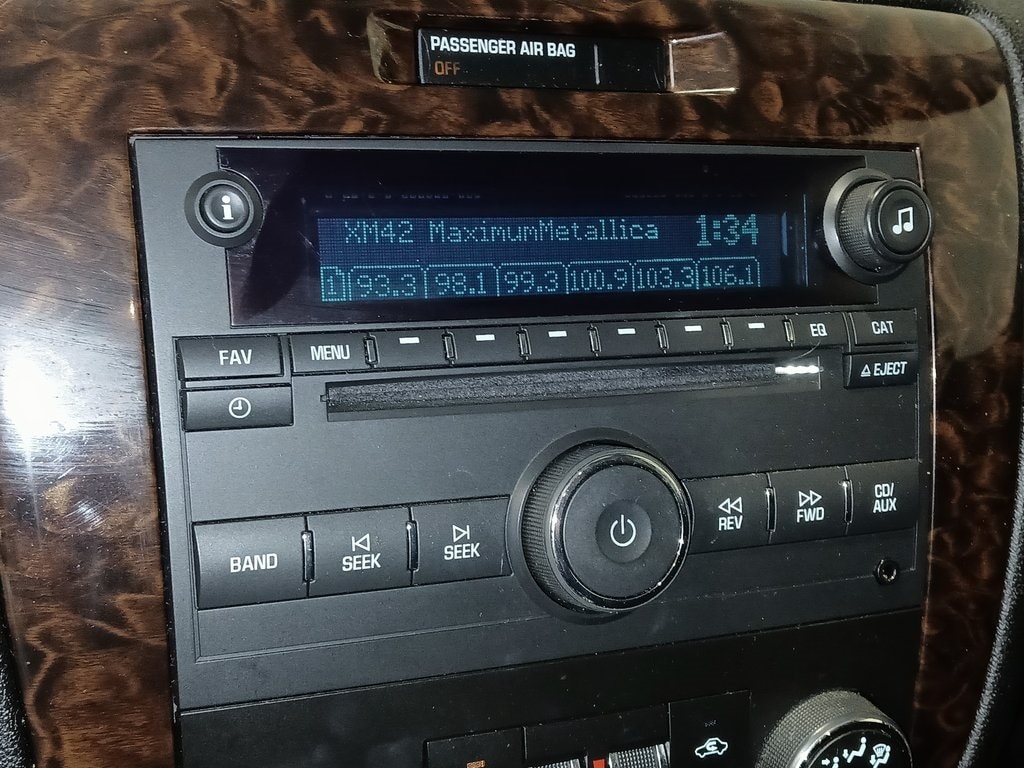 PASSENGER AIR BAG
OFF
i
XM42 MaximumMetallica 1:34
1 93.3 98.1 99.3 100.9 103.3 106.1
FAV MENU EQ CAT
EJECT
BAND SEEK SEEK REV FWD CD/
AUX